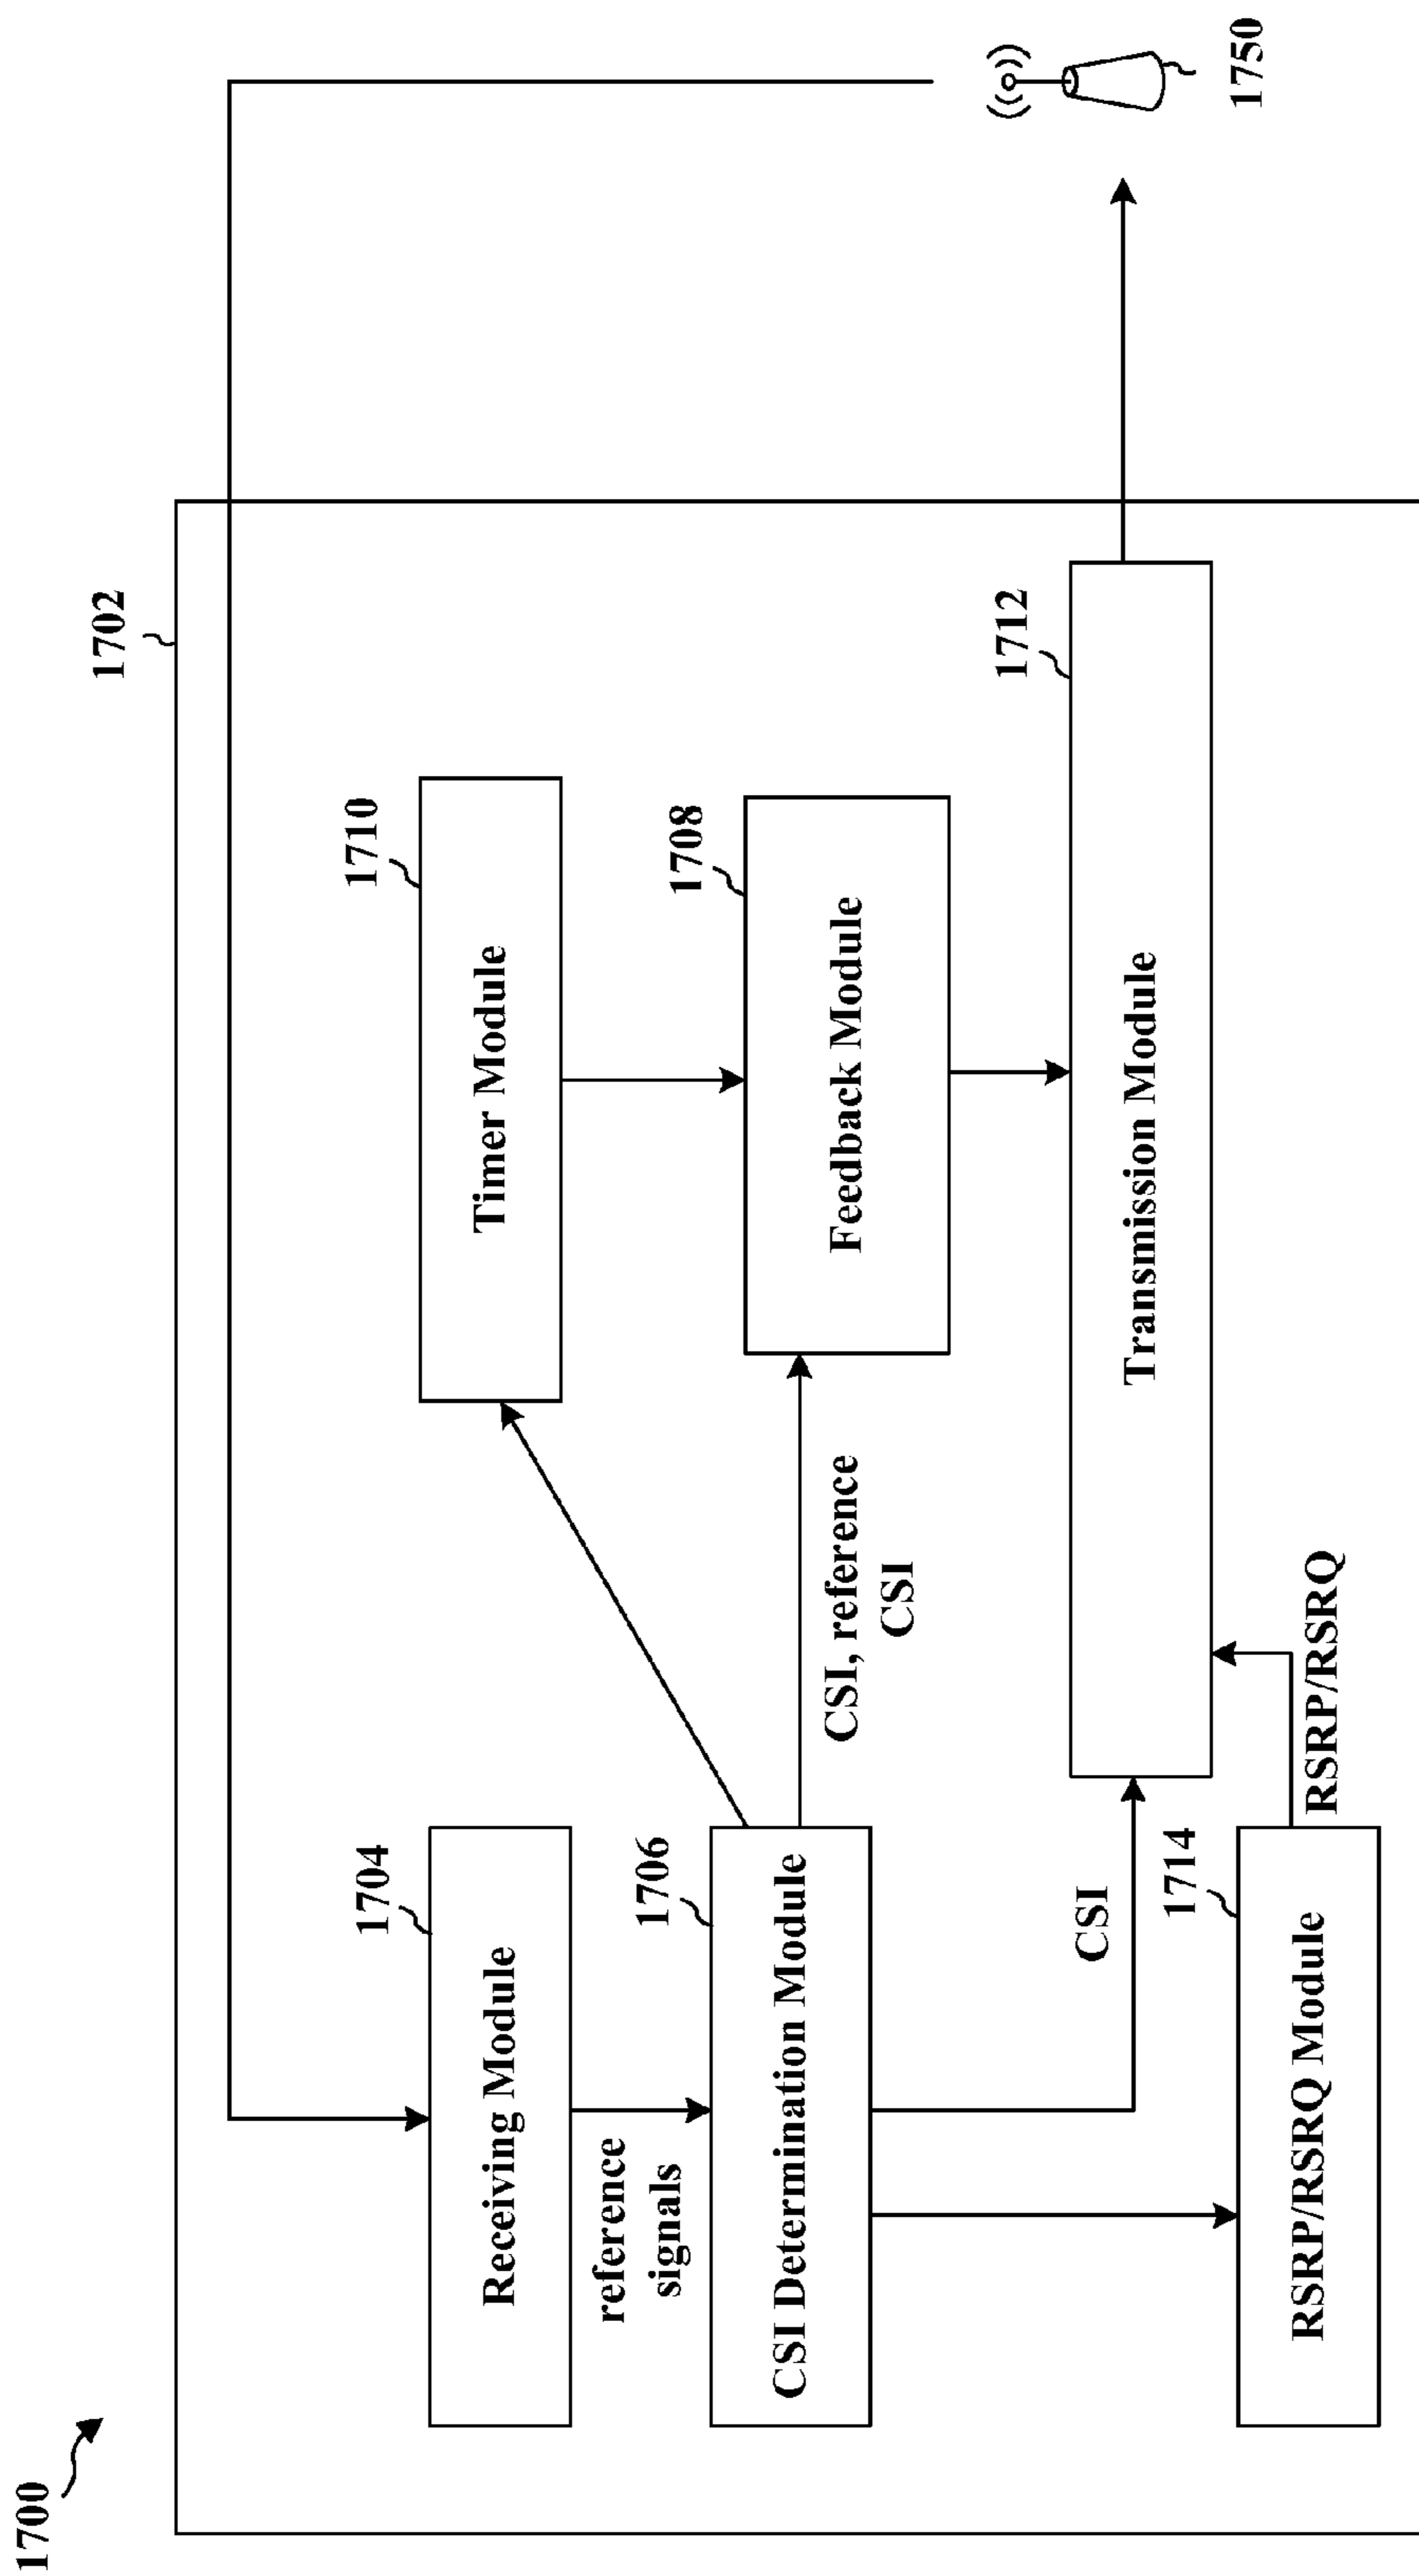 1700
1702
1704
Receiving Module
reference
signals
1706
CSI Determination Module
1710
Timer Module
CSI, reference
CSI
1708
Feedback Module
CSI
1712
Transmission Module
1714
RSRP/RSRQ Module
RSRP/RSRQ
1750